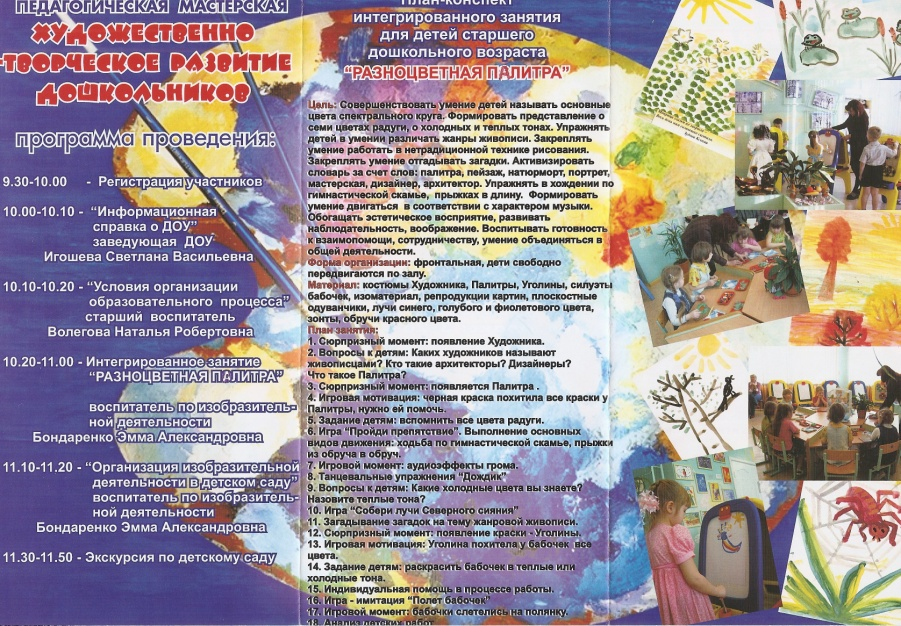 ПЕДАГОГИЧЕСКАЯ МАСТЕРСКАЯ
ХУДОЖЕСТВЕННО
-ТВОРЧЕСКОЕ РАЗВИТИЕ
ДОШКОЛЬНИКОВ
программа проведения:
9.30-10.00 - Регистрация участников
10.00-10.10 - “Информационная
справка о ДОУ”
заведующая ДОУ
Игошева Светлана Васильевна
10.10-10.20 - “Условия организации
образовательного процесса”
старший воспитатель
Волегова Наталья Робертовна
10.20-11.00 - Интегрированное занятие
“РАЗНОЦВЕТНАЯ ПАЛИТРА”
воспитатель по изобразитель-
ной деятельности
Бондаренко Эмма Александровна
11.10-11.20 - “Организация изобразительной
деятельности в детском саду”
воспитатель по изобразитель-
ной деятельности
Бондаренко Эмма Александровна
11.30-11.50 - Экскурсия по детскому саду
План-конспект
интегрированного занятия
для детей старшего
дошкольного возраста
“РАЗНОЦВЕТНАЯ ПАЛИТРА”
Цель: Совершенствовать умение детей называть основные
цвета спектрального круга. Формировать представление о
семи цветах радуги, о холодных и тёплых тонах. Упражнять
детей в умении различать жанры живописи. Закреплять
умение работать в нетрадиционной технике рисования.
Закреплять умение отгадывать загадки. Активизировать
словарь за счет слов: палитра, пейзаж, натюрморт, портрет,
мастерская, дизайнер, архитектор. Упражнять в хождении по
гимнастической скамье, прыжках в длину. Формировать
умение двигаться в соответствии с характером музыки.
Обогащать эстетическое восприятие, развивать
наблюдательность, воображение. Воспитывать готовность
к взаимопомощи, сотрудничеству, умение объединяться в
общей деятельности.
Форма организации: фронтальная, дети свободно
передвигаются по залу.
Материал: костюмы Художника, Палитры, Уголины, силуэты
бабочек, изоматериал, репродукции картин, плоскостные
одуванчики, лучи синего, голубого и фиолетового цвета,
зонты, обручи красного цвета.
План занятия:
1. Сюрпризный момент: появление Художника.
2. Вопросы к детям: Каких художников называют
живописцами? Кто такие архитекторы? Дизайнеры?
Что такое Палитра?
3. Сюрпризный момент: появляется Палитра .
4. Игровая мотивация: черная краска похитила все краски у
Палитры, нужно ей помочь.
5. Задание детям: вспомнить все цвета радуги.
6. Игра “Пройди препятствие”. Выполнение основных
видов движения: ходьба по гимнастической скамье, прыжки
из обруча в обруч.
7. Игровой момент: аудиоэффекты грома.
8. Танцевальные упражнения “Дождик”
9. Вопросы к детям: Какие холодные цвета вы знаете?
Назовите теплые тона?
10. Игра “Собери лучи Северного сияния”
11. Загадывание загадок на тему жанровой живописи.
12. Сюрпризный момент: появление краски - Уголины.
13. Игровая мотивация: Уголина похитела у бабочек все
цвета.
14. Задание детям: раскрасить бабочек в теплые или
холодные тона.
15. Индивидуальная помощь в процессе работы.
16. Игра - имитация “Полет бабочек”
17. Игровой момент: бабочки слетелись на полянку.
18. Анализ детских работ